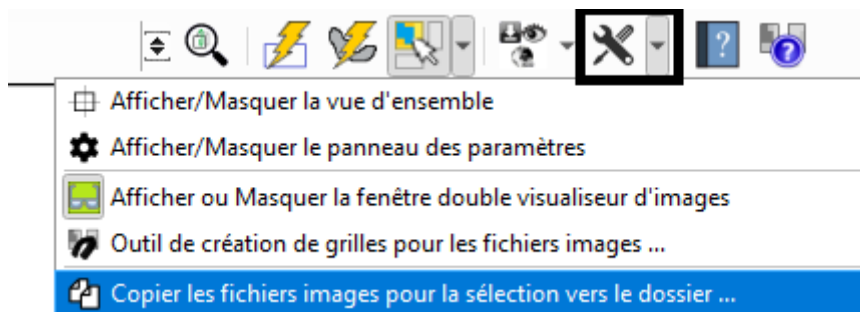 Afficher/Masquer la vue d'ensemble
Afficher/Masquer le panneau des paramètres
Afficher ou Masquer la fenêtre double visualiseur d'images
Outil de création de grilles pour les fichiers images ...
Copier les fichiers images pour la sélection vers le dossier ...